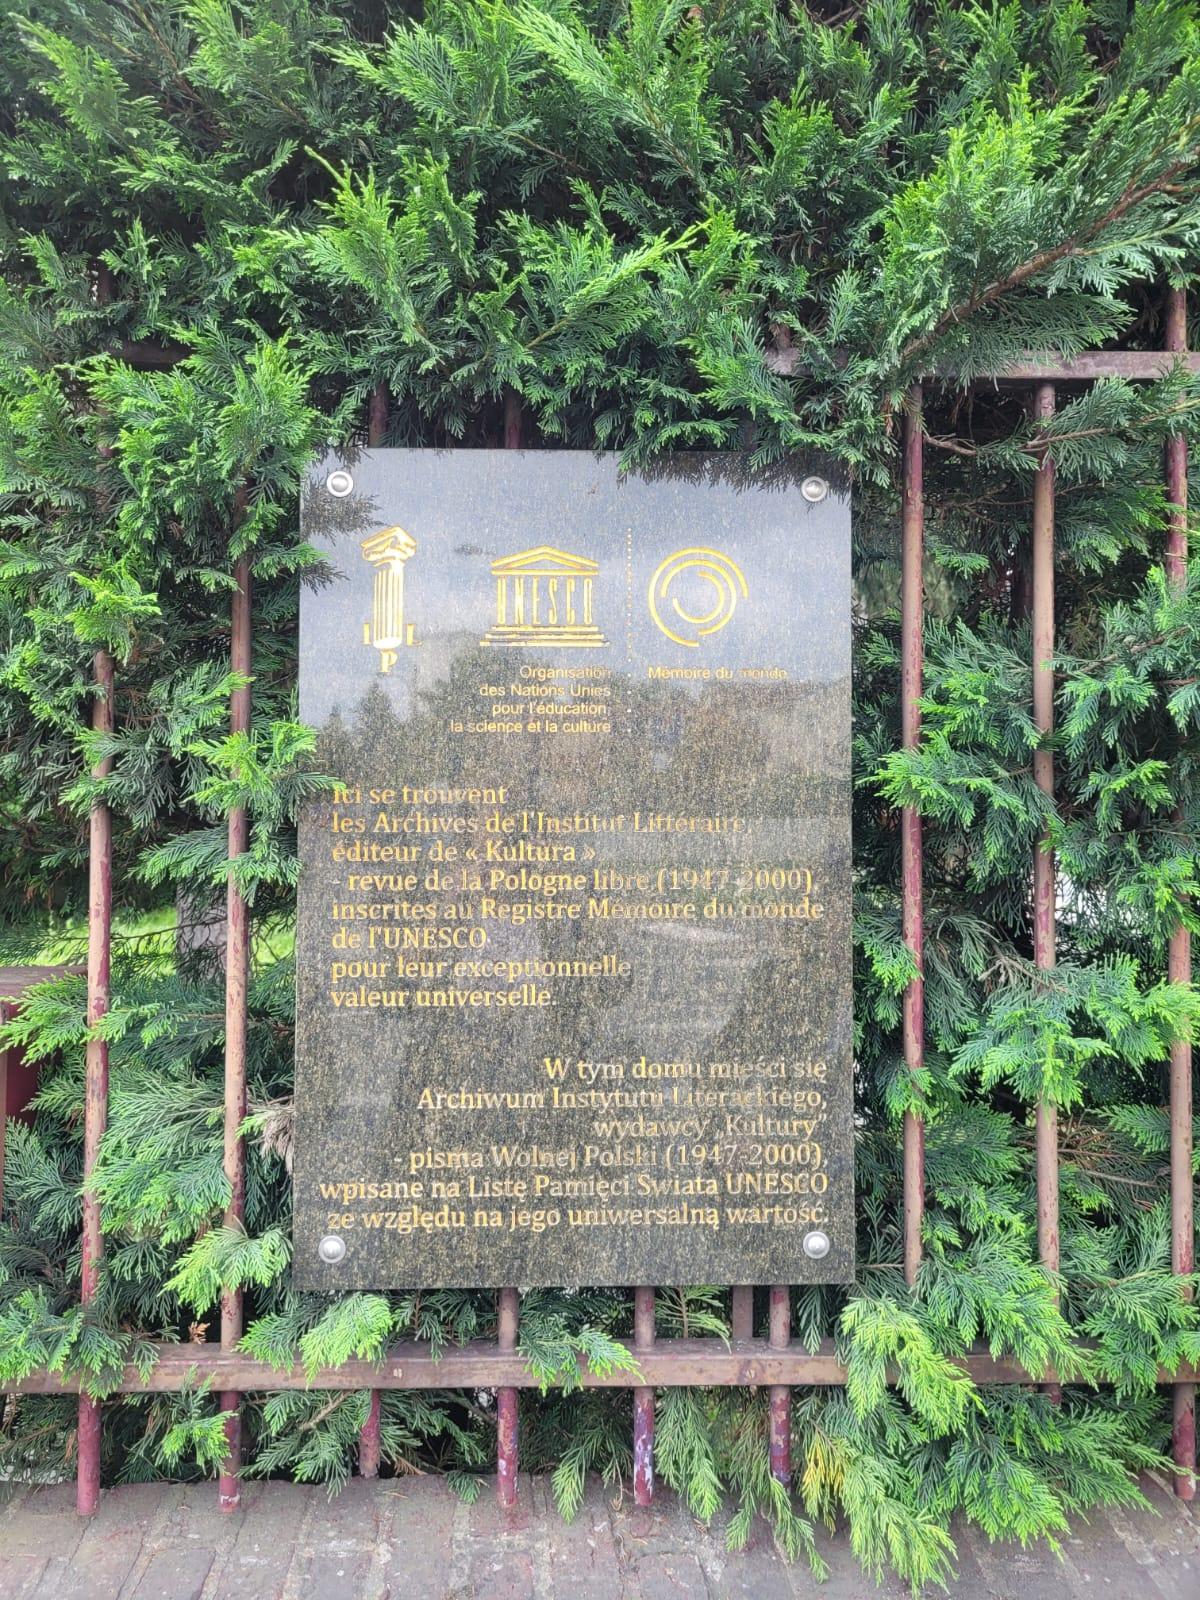 I L
P
UNESCO
Organisation
des Nations Unies
pour l'éducation,
la science et la culture
Mémoire du monde
Ici se trouvent
les Archives de l'Institut Littéraire,
éditeur de « Kultura »
- revue de la Pologne libre (1947-2000),
inscrites au Registre Mémoire du monde
de l'UNESCO
pour leur exceptionnelle
valeur universelle.
W tym domu mieści się
Archiwum Instytutu Literackiego,
wydawcy „Kultury"
- pisma Wolnej Polski (1947-2000),
wpisane na Listę Pamięci Świata UNESCO
ze względu na jego uniwersalną wartość.